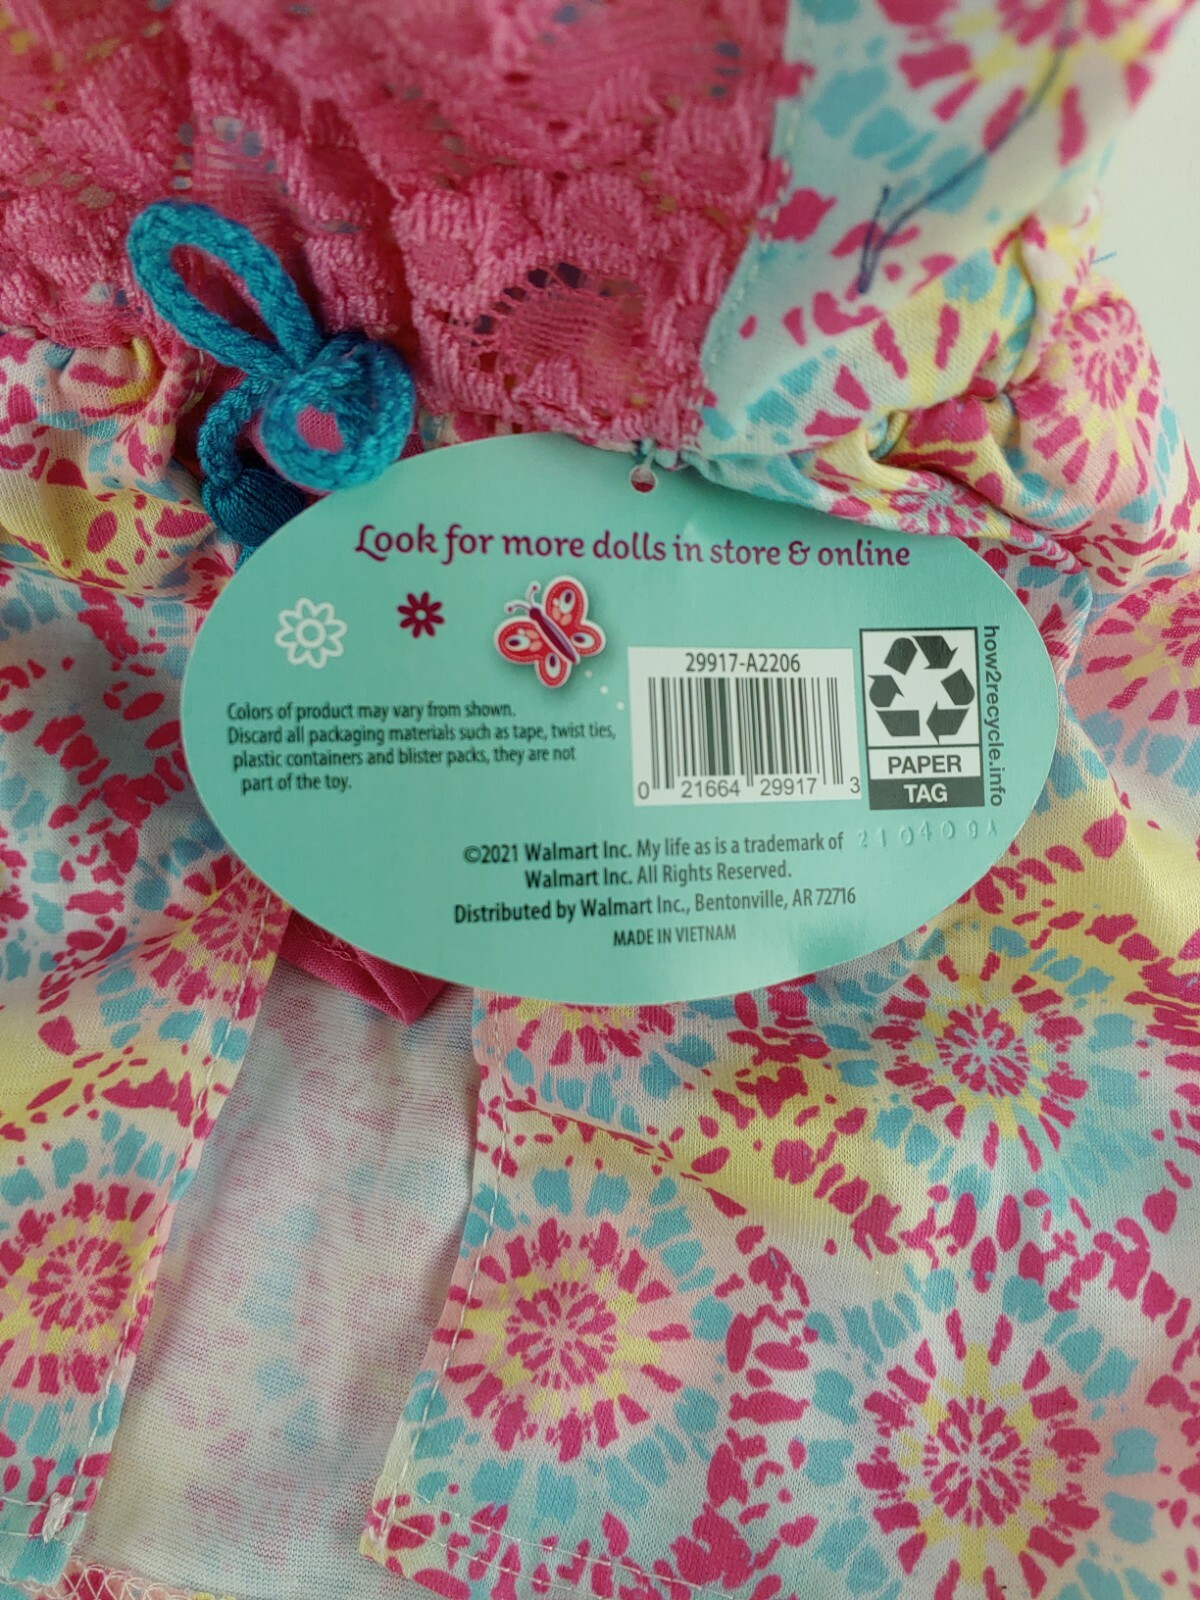 Look for more dolls in store & online
Colors of product may vary from shown.
Discard all packaging materials such as tape, twist ties,
plastic containers and blister packs, they are not
part of the toy.
29917-A2206
0 21664 29917 3
PAPER
TAG
how2recycle.info
©2021 Walmart Inc. My life as is a trademark of
Walmart Inc. All Rights Reserved.
Distributed by Walmart Inc., Bentonville, AR 72716
MADE IN VIETNAM
210409A